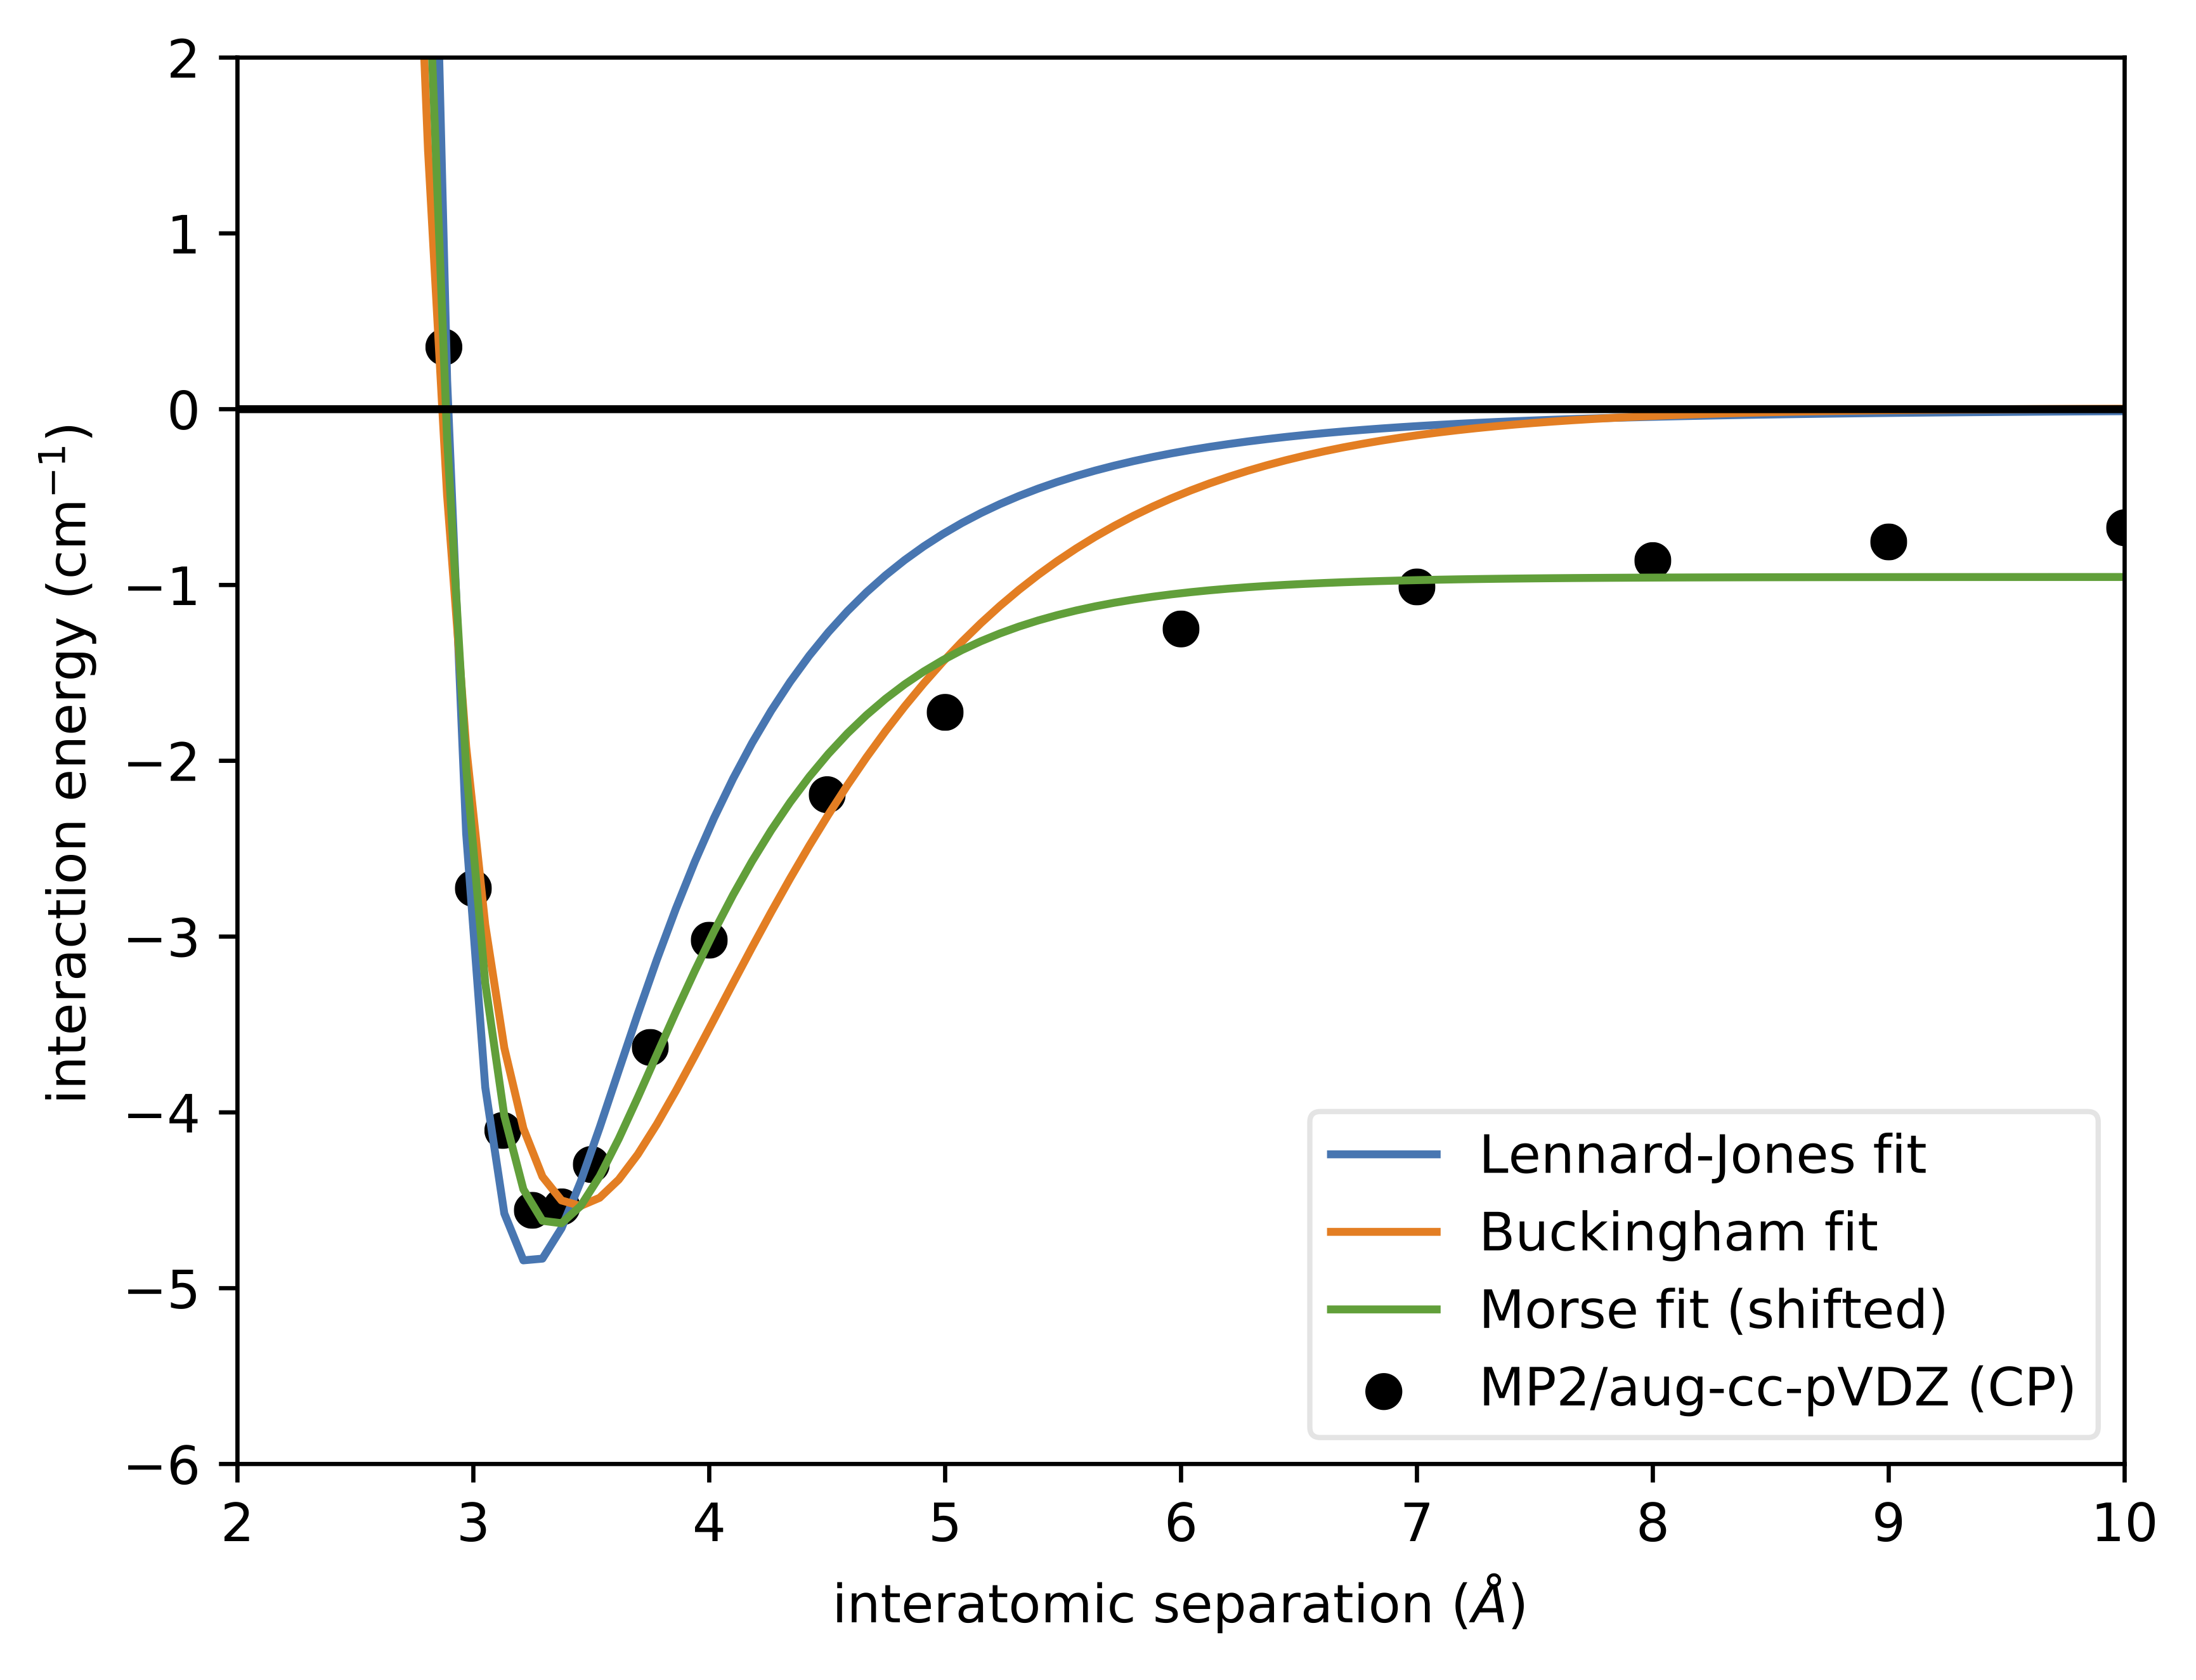 2
1
0
−1
−2
−3
−4
−5
−6
interaction energy (cm⁻¹)
2 3 4 5 6 7 8 9 10
interatomic separation (Å)
Lennard-Jones fit
Buckingham fit
Morse fit (shifted)
MP2/aug-cc-pVDZ (CP)